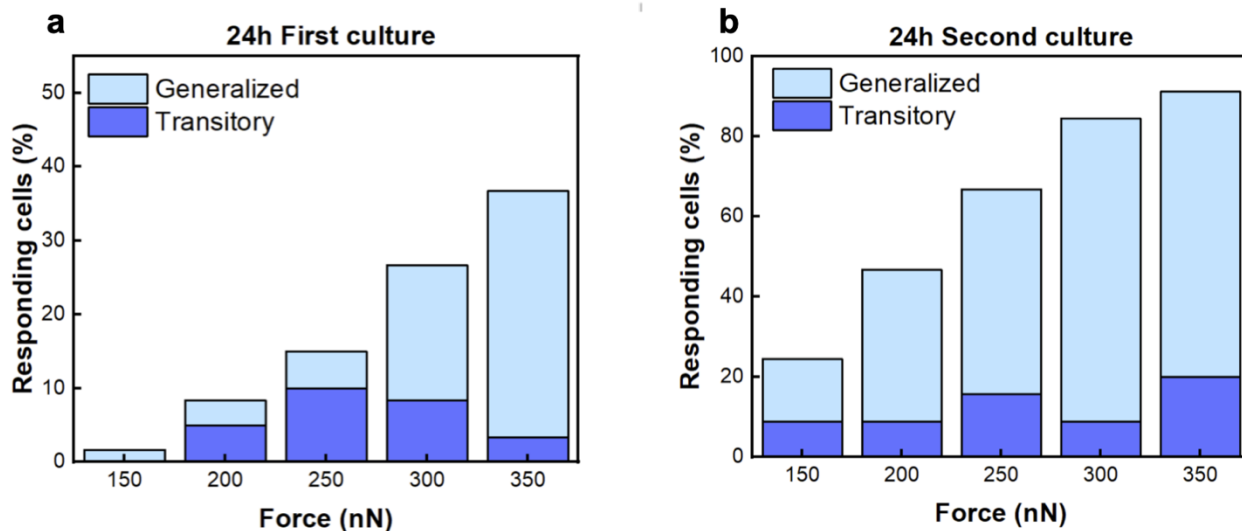 a
24h First culture
Generalized
Transitory
Responding cells (%)
50
40
30
20
10
0
150 200 250 300 350
Force (nN)
b
24h Second culture
Generalized
Transitory
Responding cells (%)
100
80
60
40
20
0
150 200 250 300 350
Force (nN)